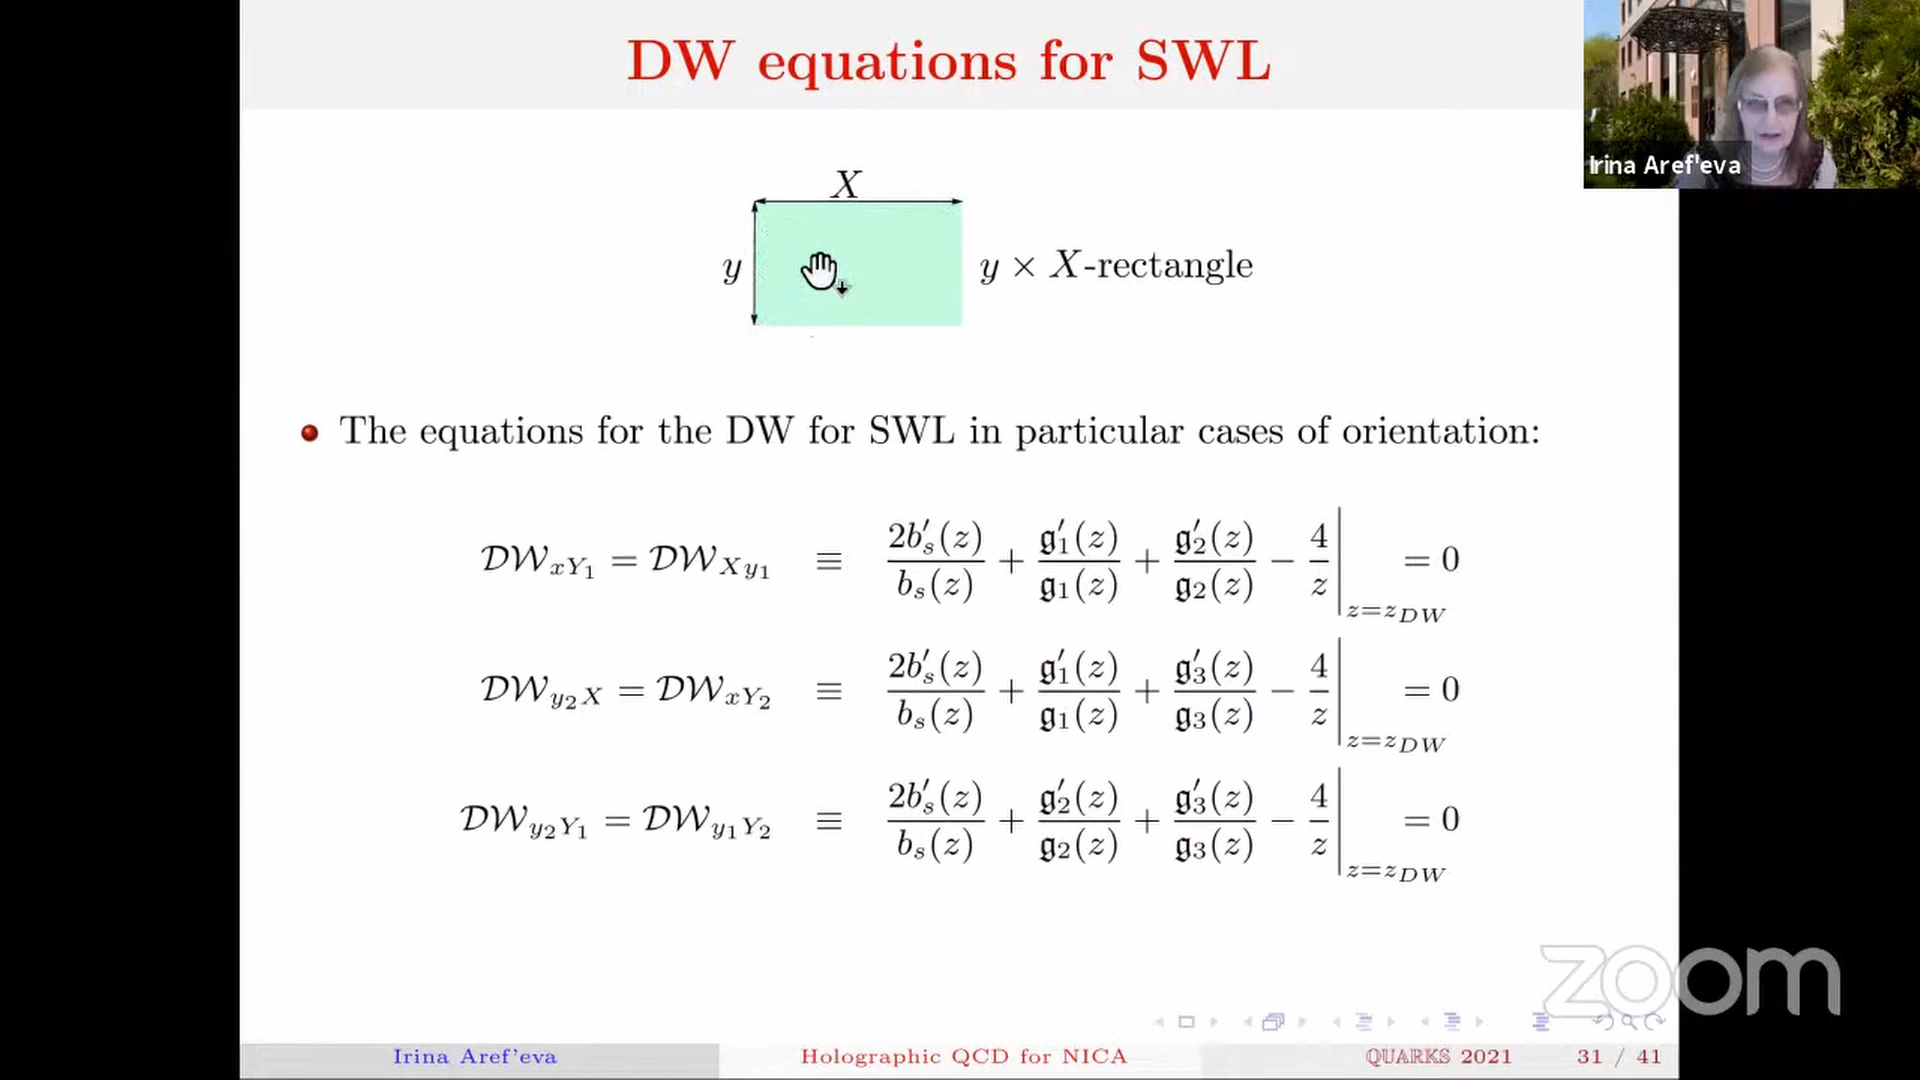 DW equations for SWL
Irina Aref'eva
X
y
y × X-rectangle
The equations for the DW for SWL in particular cases of orientation:
𝒟𝒲_{xY_1} = 𝒟𝒲_{Xy_1} ≡ 2b′_s(z)/b_s(z) + 𝔤′_1(z)/𝔤_1(z) + 𝔤′_2(z)/𝔤_2(z) − 4/z |_{z=z_{DW}} = 0
𝒟𝒲_{y_2X} = 𝒟𝒲_{xY_2} ≡ 2b′_s(z)/b_s(z) + 𝔤′_1(z)/𝔤_1(z) + 𝔤′_3(z)/𝔤_3(z) − 4/z |_{z=z_{DW}} = 0
𝒟𝒲_{y_2Y_1} = 𝒟𝒲_{y_1Y_2} ≡ 2b′_s(z)/b_s(z) + 𝔤′_2(z)/𝔤_2(z) + 𝔤′_3(z)/𝔤_3(z) − 4/z |_{z=z_{DW}} = 0
zoom
Irina Aref'eva Holographic QCD for NICA QUARKS 2021 31 / 41